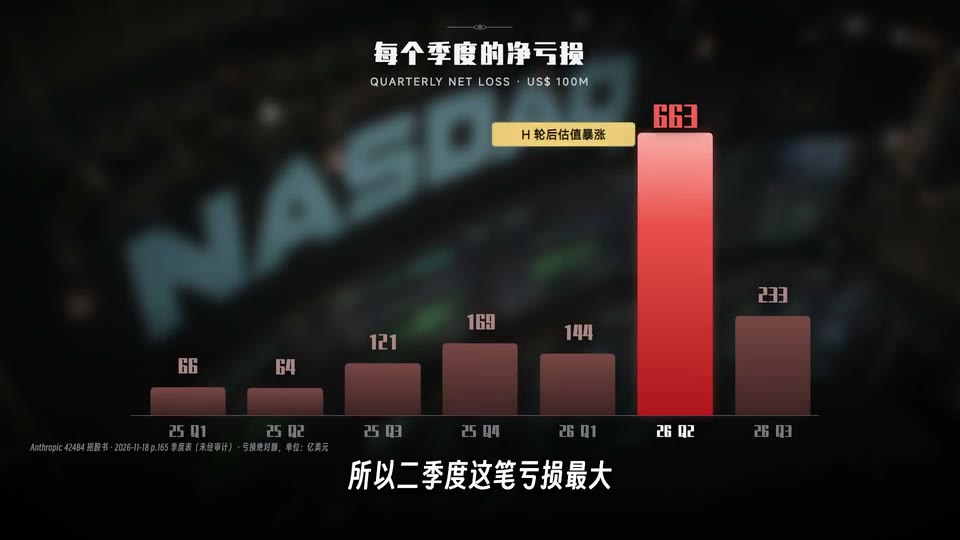 每个季度的净亏损
QUARTERLY NET LOSS · US$ 100M
NASDAQ
H 轮后估值暴涨
663
233
169
144
121
66
64
25 Q1
25 Q2
25 Q3
25 Q4
26 Q1
26 Q2
26 Q3
Anthropic 424B4 招股书 · 2026-11-18 p.165 季度表（未经审计）· 亏损绝对额，单位：亿美元
所以二季度这笔亏损最大